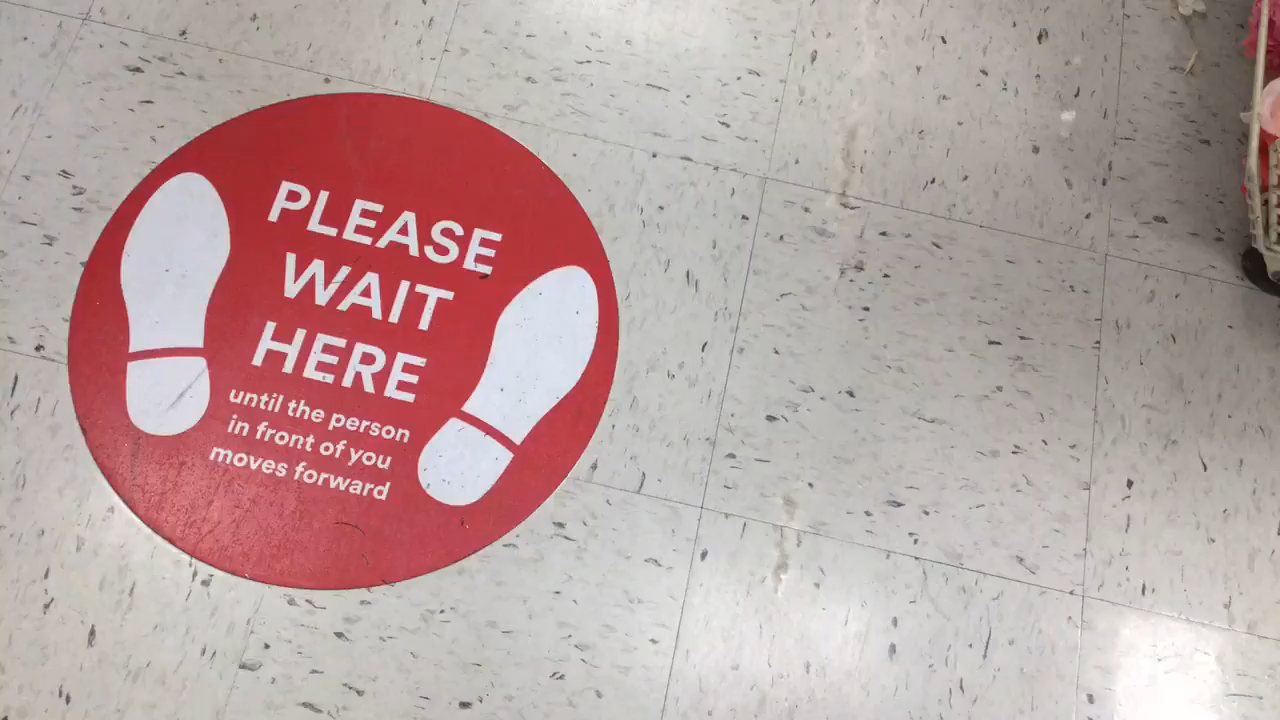 PLEASE
WAIT
HERE
until the person
in front of you
moves forward